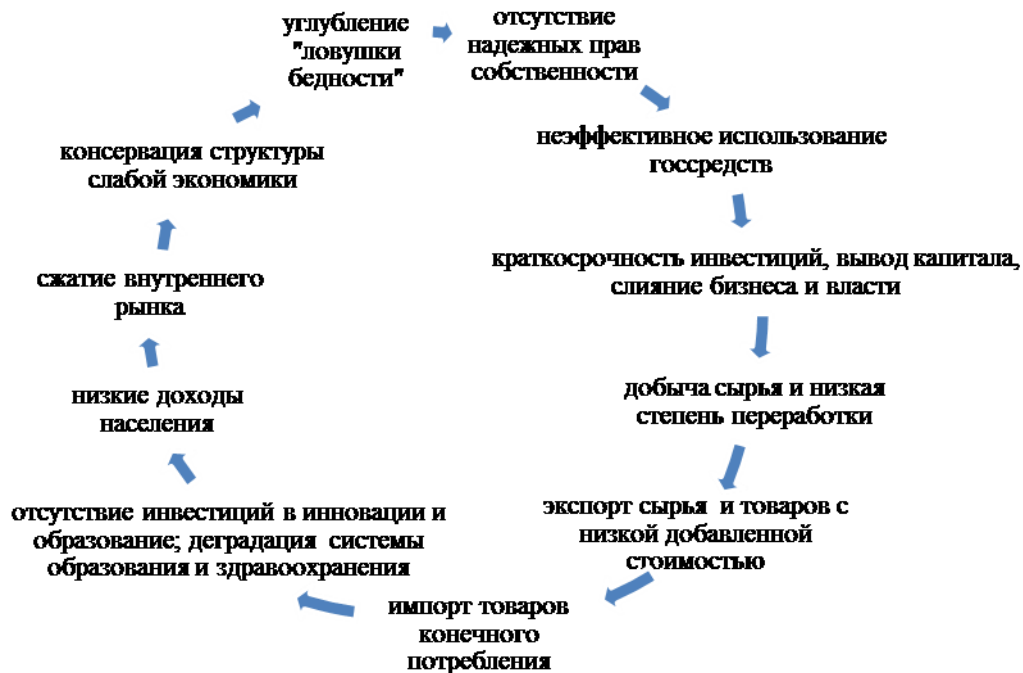 углубление
"ловушки
бедности"
отсутствие
надежных прав
собственности
неэффективное использование
госсредств
краткосрочность инвестиций, вывод капитала,
слияние бизнеса и власти
добыча сырья и низкая
степень переработки
экспорт сырья и товаров с
низкой добавленной
стоимостью
импорт товаров
конечного
потребления
отсутствие инвестиций в инновации и
образование; деградация системы
образования и здравоохранения
низкие доходы
населения
сжатие внутреннего
рынка
консервация структуры
слабой экономики